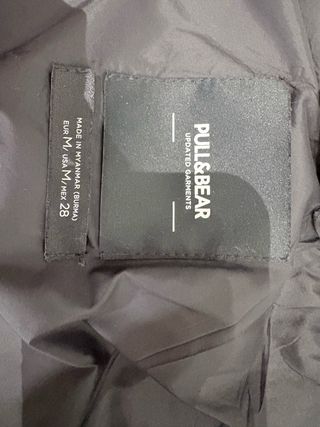 PULL&BEAR
UPDATED GARMENTS
MADE IN MYANMAR (BURMA)
EUR M/USA M/MEX 28